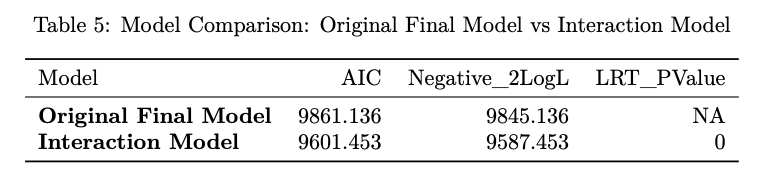 Table 5: Model Comparison: Original Final Model vs Interaction Model
Model AIC Negative_2LogL LRT_PValue
Original Final Model 9861.136 9845.136 NA
Interaction Model 9601.453 9587.453 0